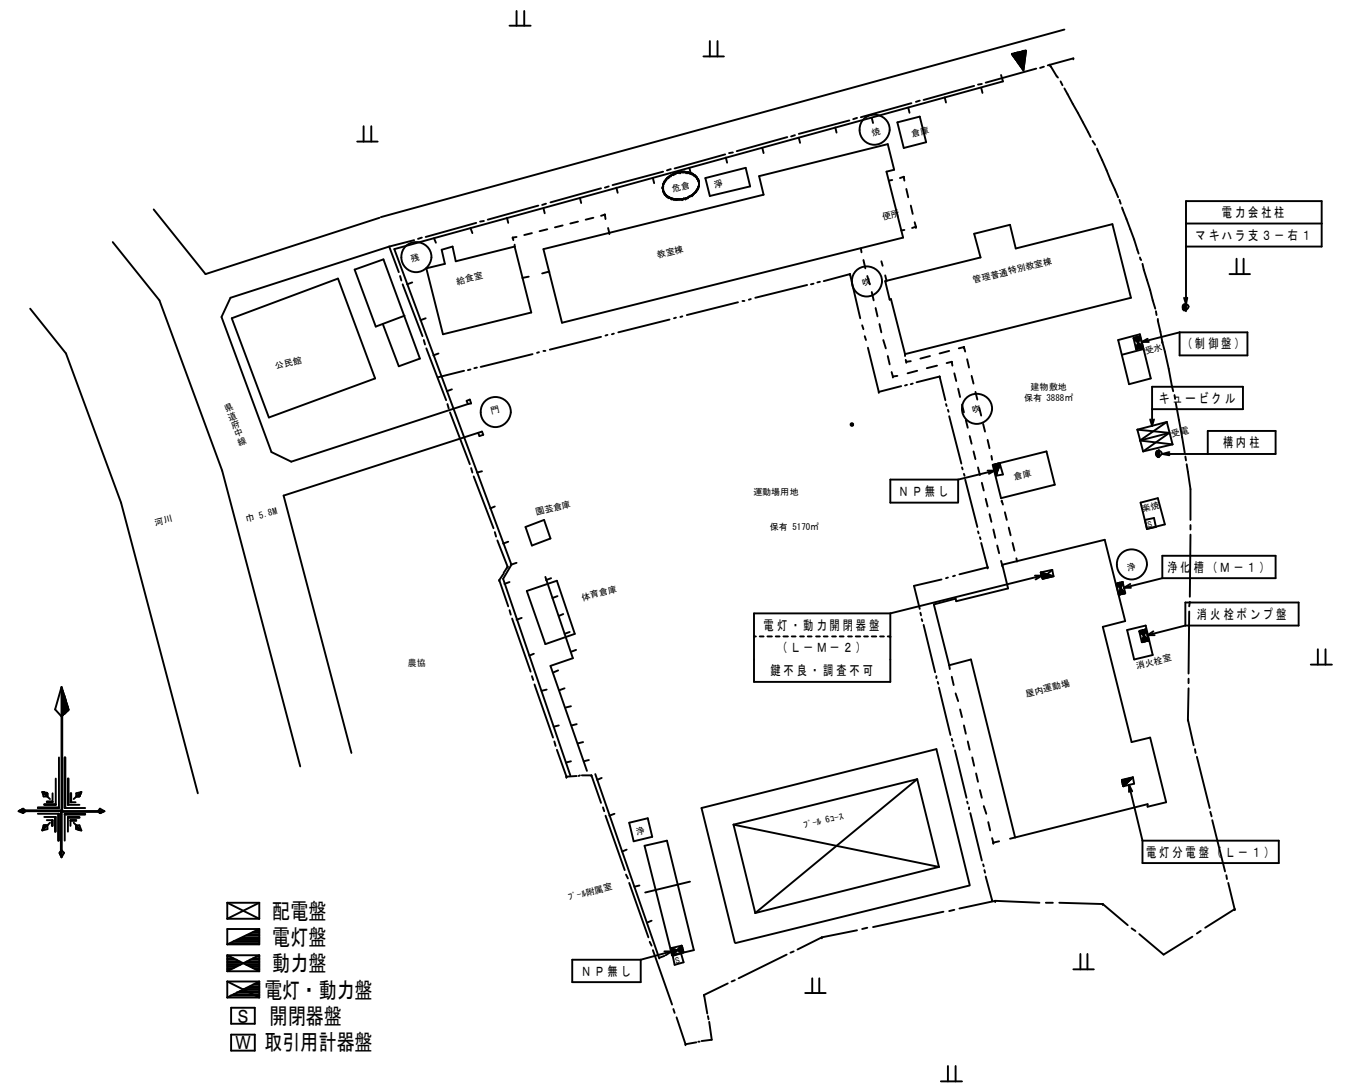 焼
倉庫
危倉
浄
便所
残
給食室
教室棟
吹
管理普通特別教室棟
電力会社柱
マキハラ支３－右１
公民館
門
県道府中線
建物敷地
保有 3888㎡
吹
受水
(制御盤)
キュービクル
受電
構内柱
ＮＰ無し
倉庫
運動場用地
保有 5170㎡
河川
巾 5.8M
園芸倉庫
S
浄
浄化槽（Ｍ－１）
体育倉庫
電灯・動力開閉器盤
（Ｌ－Ｍ－２）
鍵不良・調査不可
消火栓ポンプ盤
消火栓室
農協
屋内運動場
ﾌﾟｰﾙ 6ｺｰｽ
浄
電灯分電盤（Ｌ－１）
ﾌﾟｰﾙ附属室
ＮＰ無し
S
配電盤
電灯盤
動力盤
電灯・動力盤
S 開閉器盤
W 取引用計器盤